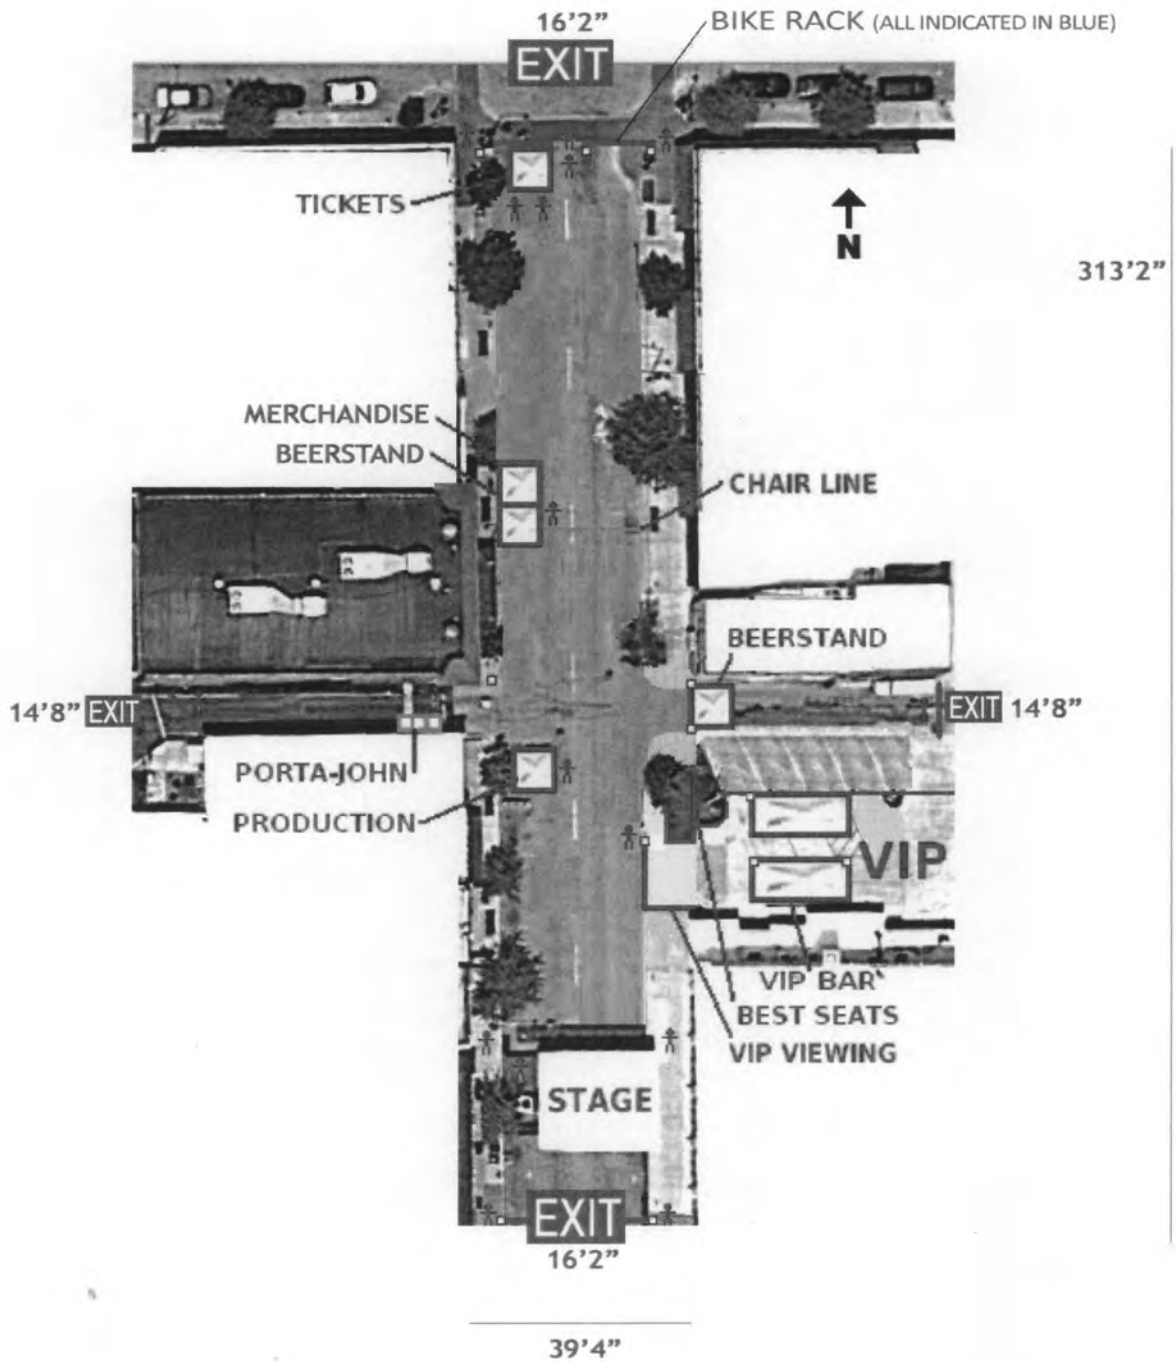 16'2"
BIKE RACK (ALL INDICATED IN BLUE)
EXIT
TICKETS
N
313'2"
MERCHANDISE
BEERSTAND
CHAIR LINE
BEERSTAND
14'8" EXIT
EXIT 14'8"
PORTA-JOHN
PRODUCTION
VIP
VIP BAR
BEST SEATS
VIP VIEWING
STAGE
EXIT
16'2"
39'4"